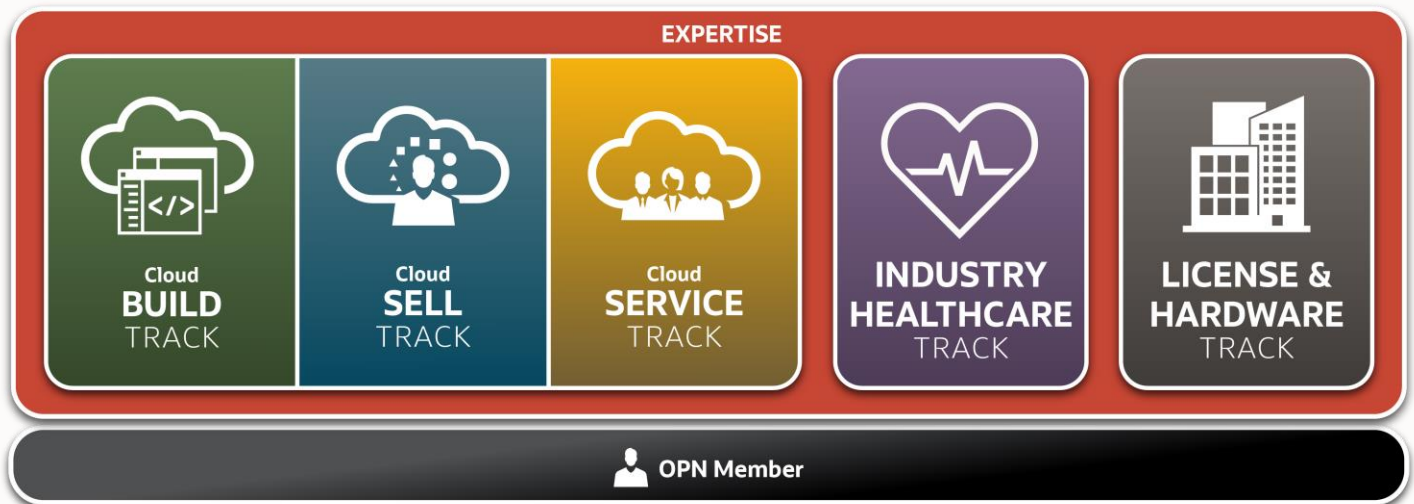 EXPERTISE
Cloud
BUILD
TRACK
</>
Cloud
SELL
TRACK
Cloud
SERVICE
TRACK
INDUSTRY
HEALTHCARE
TRACK
LICENSE &
HARDWARE
TRACK
OPN Member